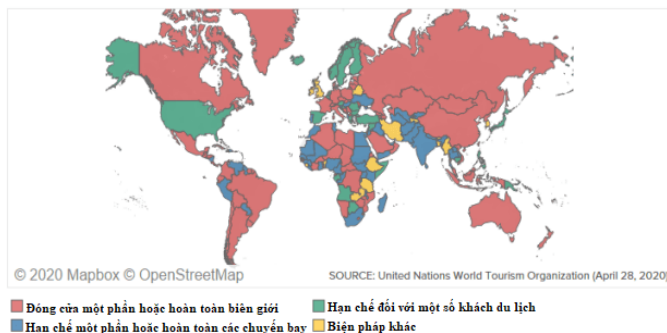 © 2020 Mapbox © OpenStreetMap
SOURCE: United Nations World Tourism Organization (April 28, 2020)
Đóng cửa một phần hoặc hoàn toàn biên giới
Hạn chế đối với một số khách du lịch
Hạn chế một phần hoặc hoàn toàn các chuyến bay
Biện pháp khác